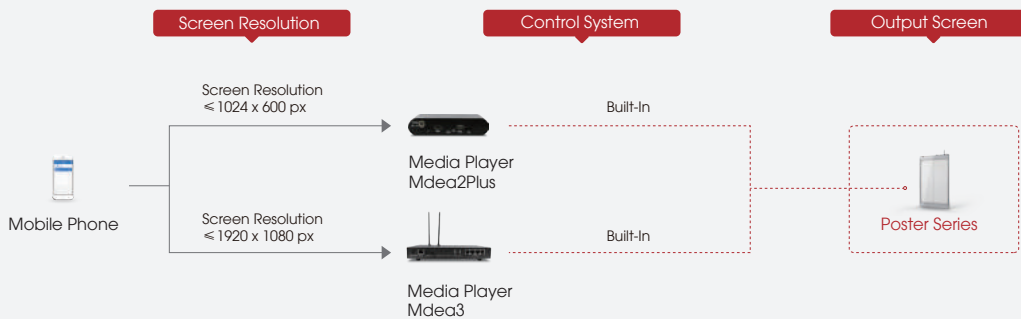 Screen Resolution
Control System
Output Screen
Screen Resolution
≤1024 x 600 px
Built-In
Media Player
Mdea2Plus
Mobile Phone
Screen Resolution
≤1920 x 1080 px
Built-In
Poster Series
Media Player
Mdea3